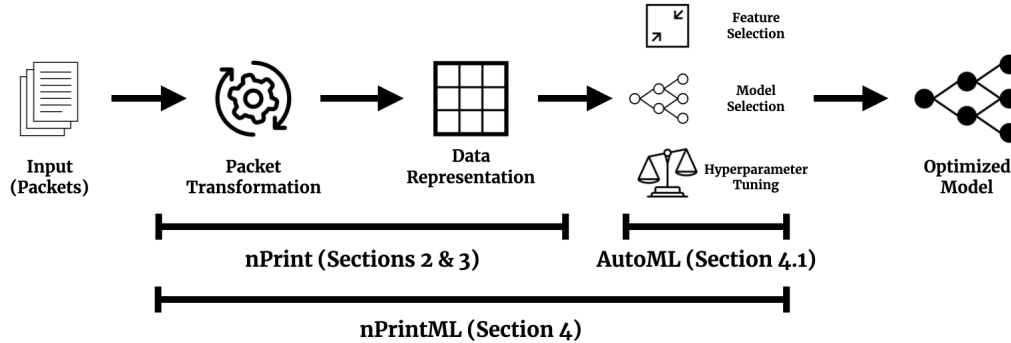 Feature
Selection
Model
Selection
Hyperparameter
Tuning
Input
(Packets)
Packet
Transformation
Data
Representation
Optimized
Model
nPrint (Sections 2 & 3)
AutoML (Section 4.1)
nPrintML (Section 4)